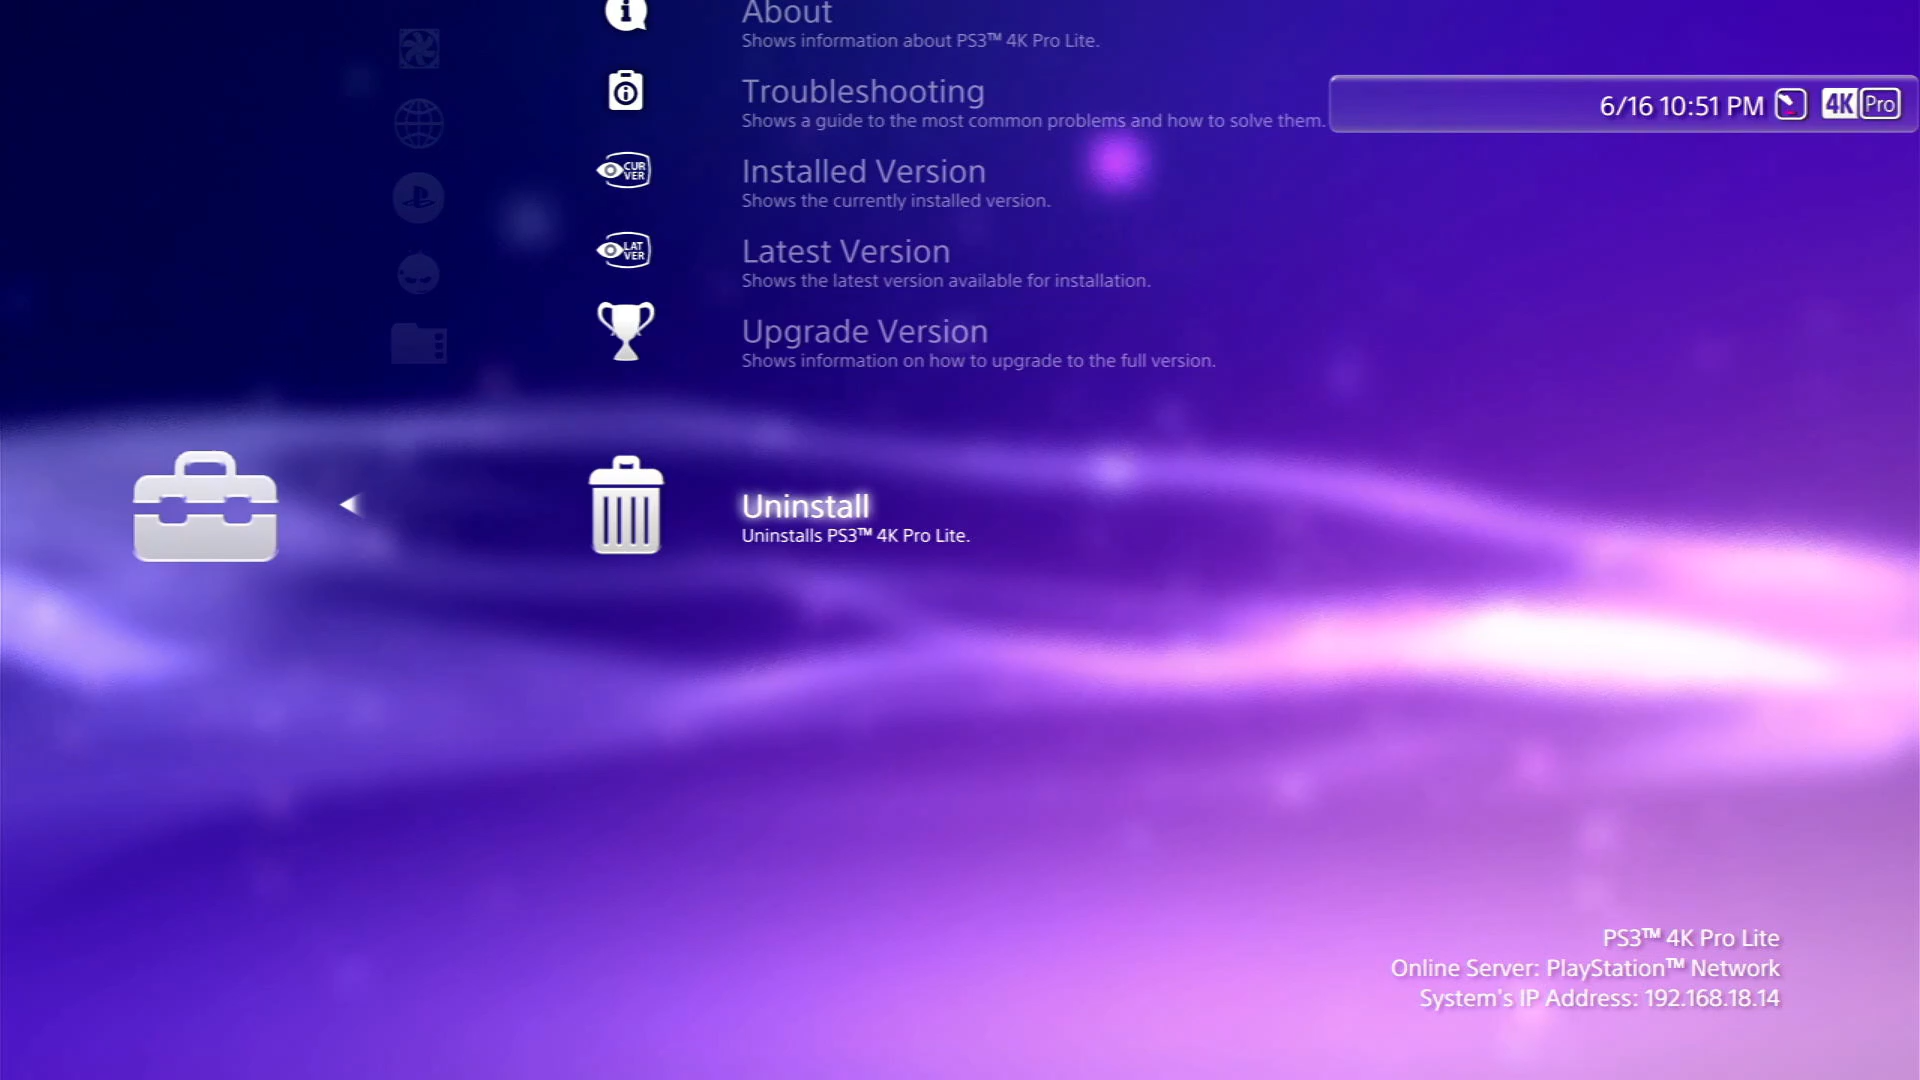 About
Shows information about PS3™ 4K Pro Lite.
Troubleshooting
Shows a guide to the most common problems and how to solve them.
6/16 10:51 PM 4K Pro
CUR VER
Installed Version
Shows the currently installed version.
LAT VER
Latest Version
Shows the latest version available for installation.
Upgrade Version
Shows information on how to upgrade to the full version.
Uninstall
Uninstalls PS3™ 4K Pro Lite.
PS3™ 4K Pro Lite
Online Server: PlayStation™ Network
System's IP Address: 192.168.18.14